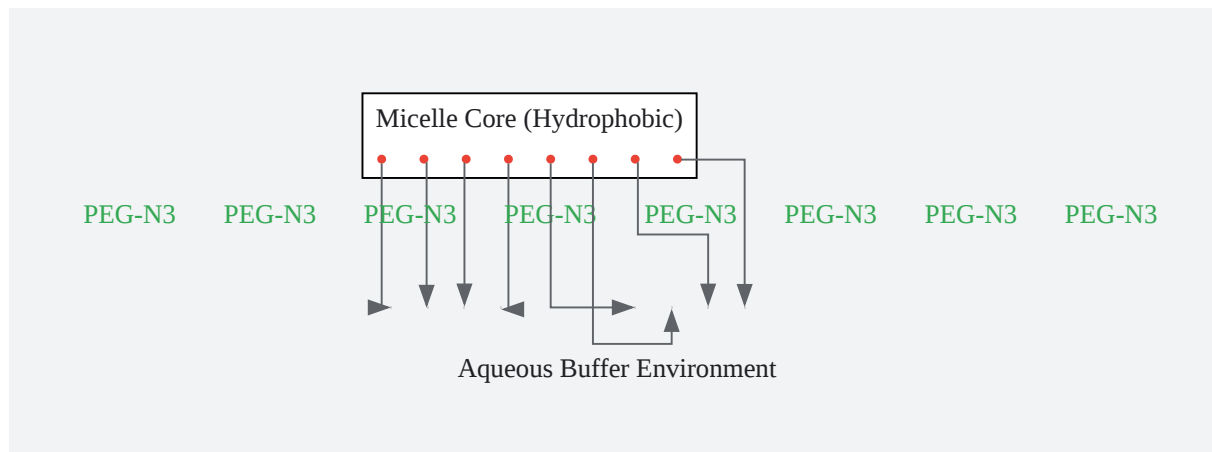 Micelle Core (Hydrophobic)
PEG-N3 PEG-N3 PEG-N3 PEG-N3 PEG-N3 PEG-N3 PEG-N3 PEG-N3
Aqueous Buffer Environment